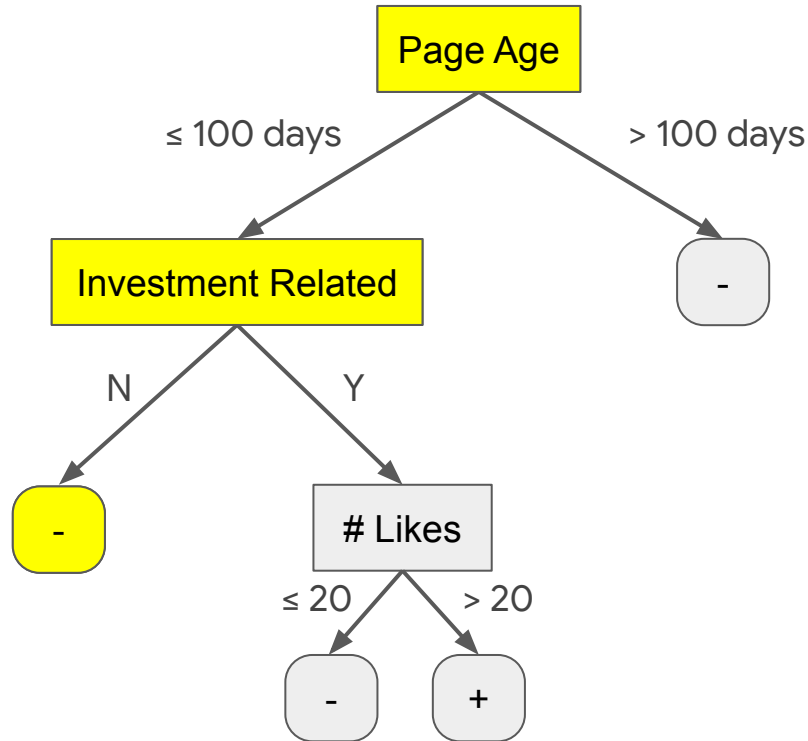 Page Age
≤ 100 days
> 100 days
Investment Related
-
N
Y
-
# Likes
≤ 20
> 20
-
+